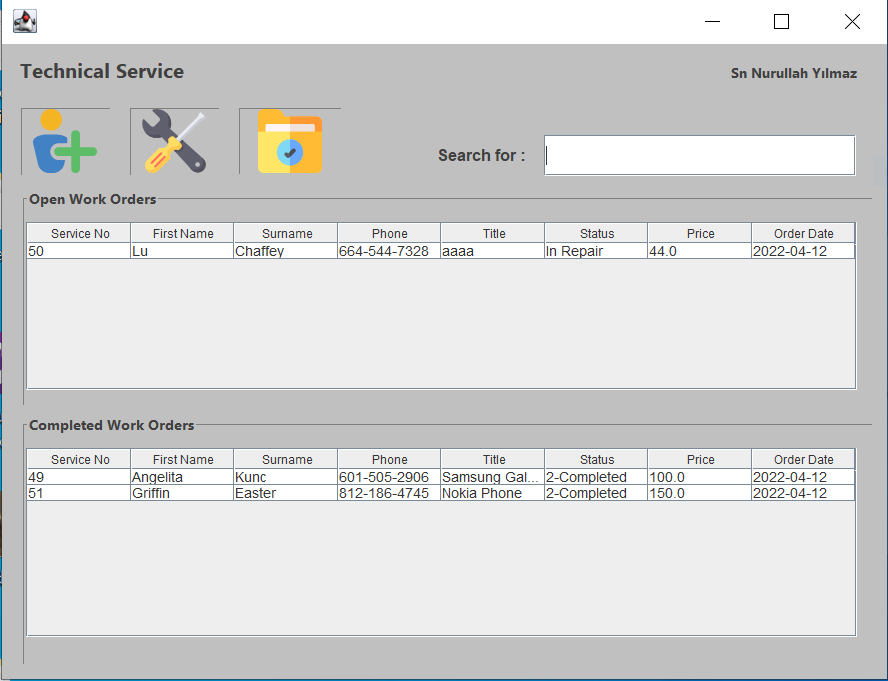 Technical Service
Sn Nurullah Yılmaz
Search for :
Open Work Orders
Service No First Name Surname Phone Title Status Price Order Date
50 Lu Chaffey 664-544-7328 aaaa In Repair 44.0 2022-04-12
Completed Work Orders
Service No First Name Surname Phone Title Status Price Order Date
49 Angelita Kunc 601-505-2906 Samsung Gal... 2-Completed 100.0 2022-04-12
51 Griffin Easter 812-186-4745 Nokia Phone 2-Completed 150.0 2022-04-12